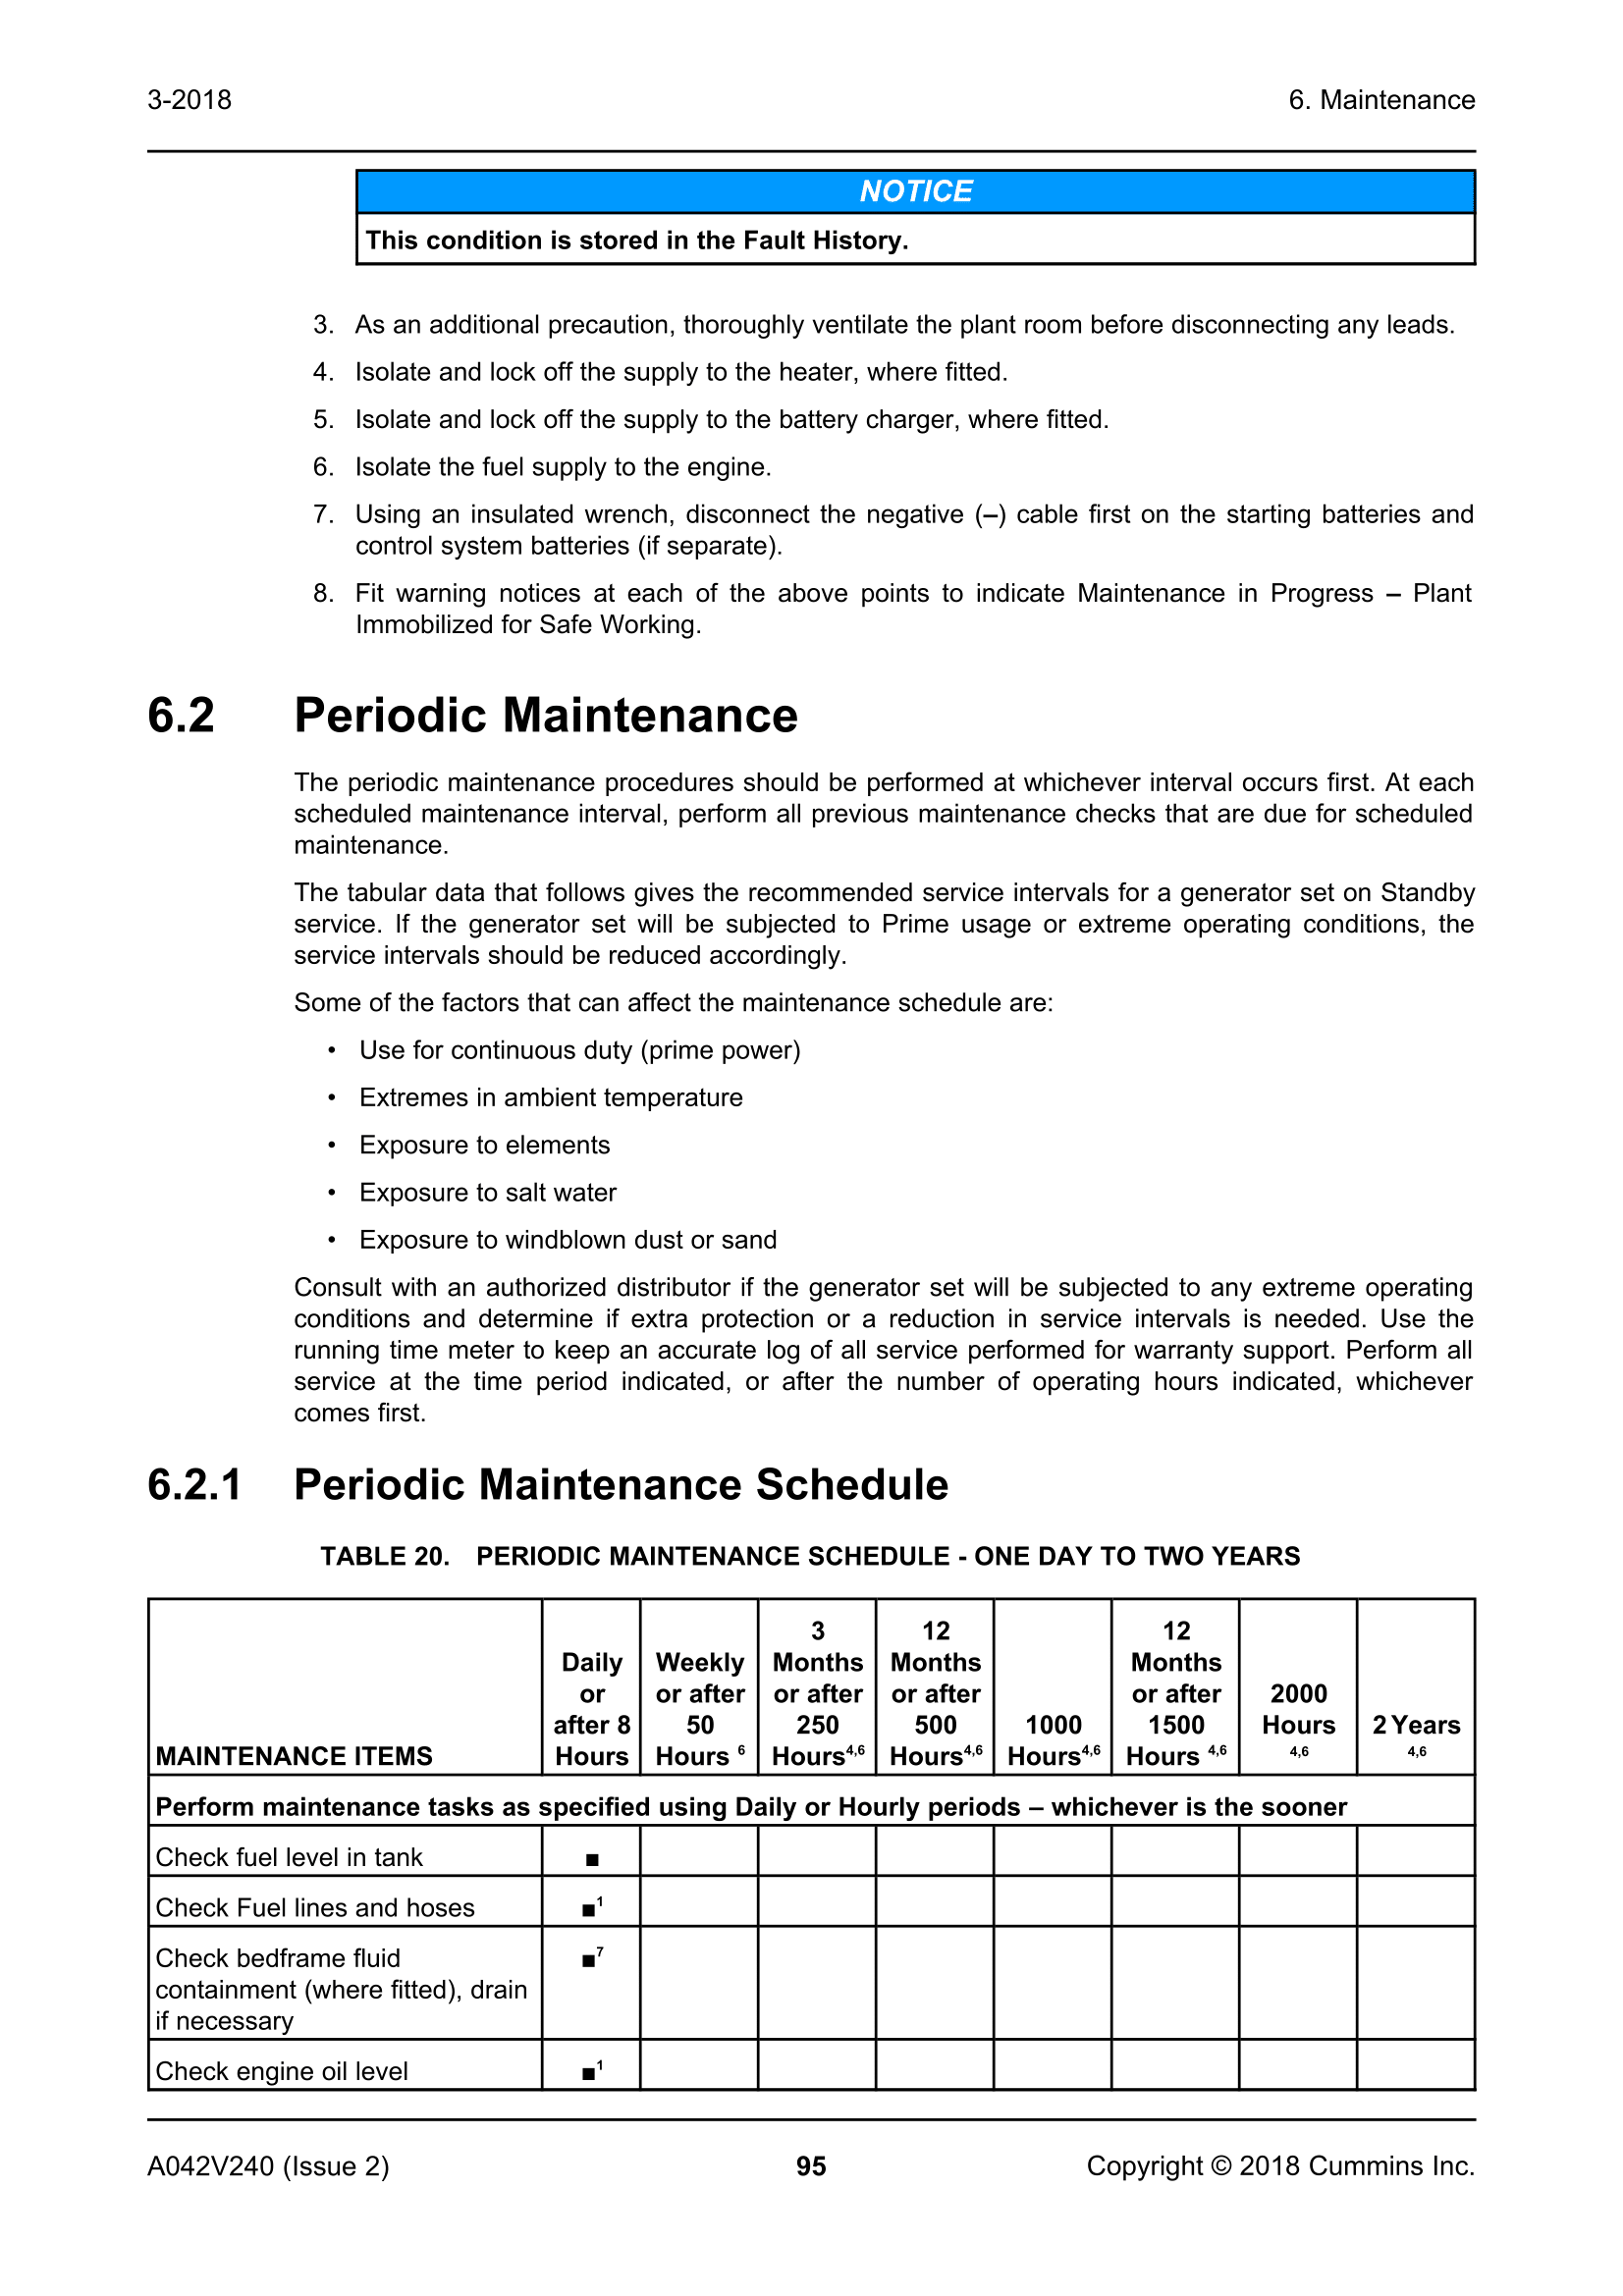 3-2018
6. Maintenance
NOTICE
This condition is stored in the Fault History.
3. As an additional precaution, thoroughly ventilate the plant room before disconnecting any leads.
4. Isolate and lock off the supply to the heater, where fitted.
5. Isolate and lock off the supply to the battery charger, where fitted.
6. Isolate the fuel supply to the engine.
7. Using an insulated wrench, disconnect the negative (–) cable first on the starting batteries and
control system batteries (if separate).
8. Fit warning notices at each of the above points to indicate Maintenance in Progress – Plant
Immobilized for Safe Working.
6.2 Periodic Maintenance
The periodic maintenance procedures should be performed at whichever interval occurs first. At each
scheduled maintenance interval, perform all previous maintenance checks that are due for scheduled
maintenance.
The tabular data that follows gives the recommended service intervals for a generator set on Standby
service. If the generator set will be subjected to Prime usage or extreme operating conditions, the
service intervals should be reduced accordingly.
Some of the factors that can affect the maintenance schedule are:
• Use for continuous duty (prime power)
• Extremes in ambient temperature
• Exposure to elements
• Exposure to salt water
• Exposure to windblown dust or sand
Consult with an authorized distributor if the generator set will be subjected to any extreme operating
conditions and determine if extra protection or a reduction in service intervals is needed. Use the
running time meter to keep an accurate log of all service performed for warranty support. Perform all
service at the time period indicated, or after the number of operating hours indicated, whichever
comes first.
6.2.1 Periodic Maintenance Schedule
TABLE 20. PERIODIC MAINTENANCE SCHEDULE - ONE DAY TO TWO YEARS
MAINTENANCE ITEMS
Daily
or
after 8
Hours
Weekly
or after
50
Hours 6
3
Months
or after
250
Hours4,6
12
Months
or after
500
Hours4,6
1000
Hours4,6
12
Months
or after
1500
Hours 4,6
2000
Hours
4,6
2 Years
4,6
Perform maintenance tasks as specified using Daily or Hourly periods – whichever is the sooner
Check fuel level in tank ■
Check Fuel lines and hoses ■1
Check bedframe fluid ■7
containment (where fitted), drain
if necessary
Check engine oil level ■1
A042V240 (Issue 2)
95
Copyright © 2018 Cummins Inc.